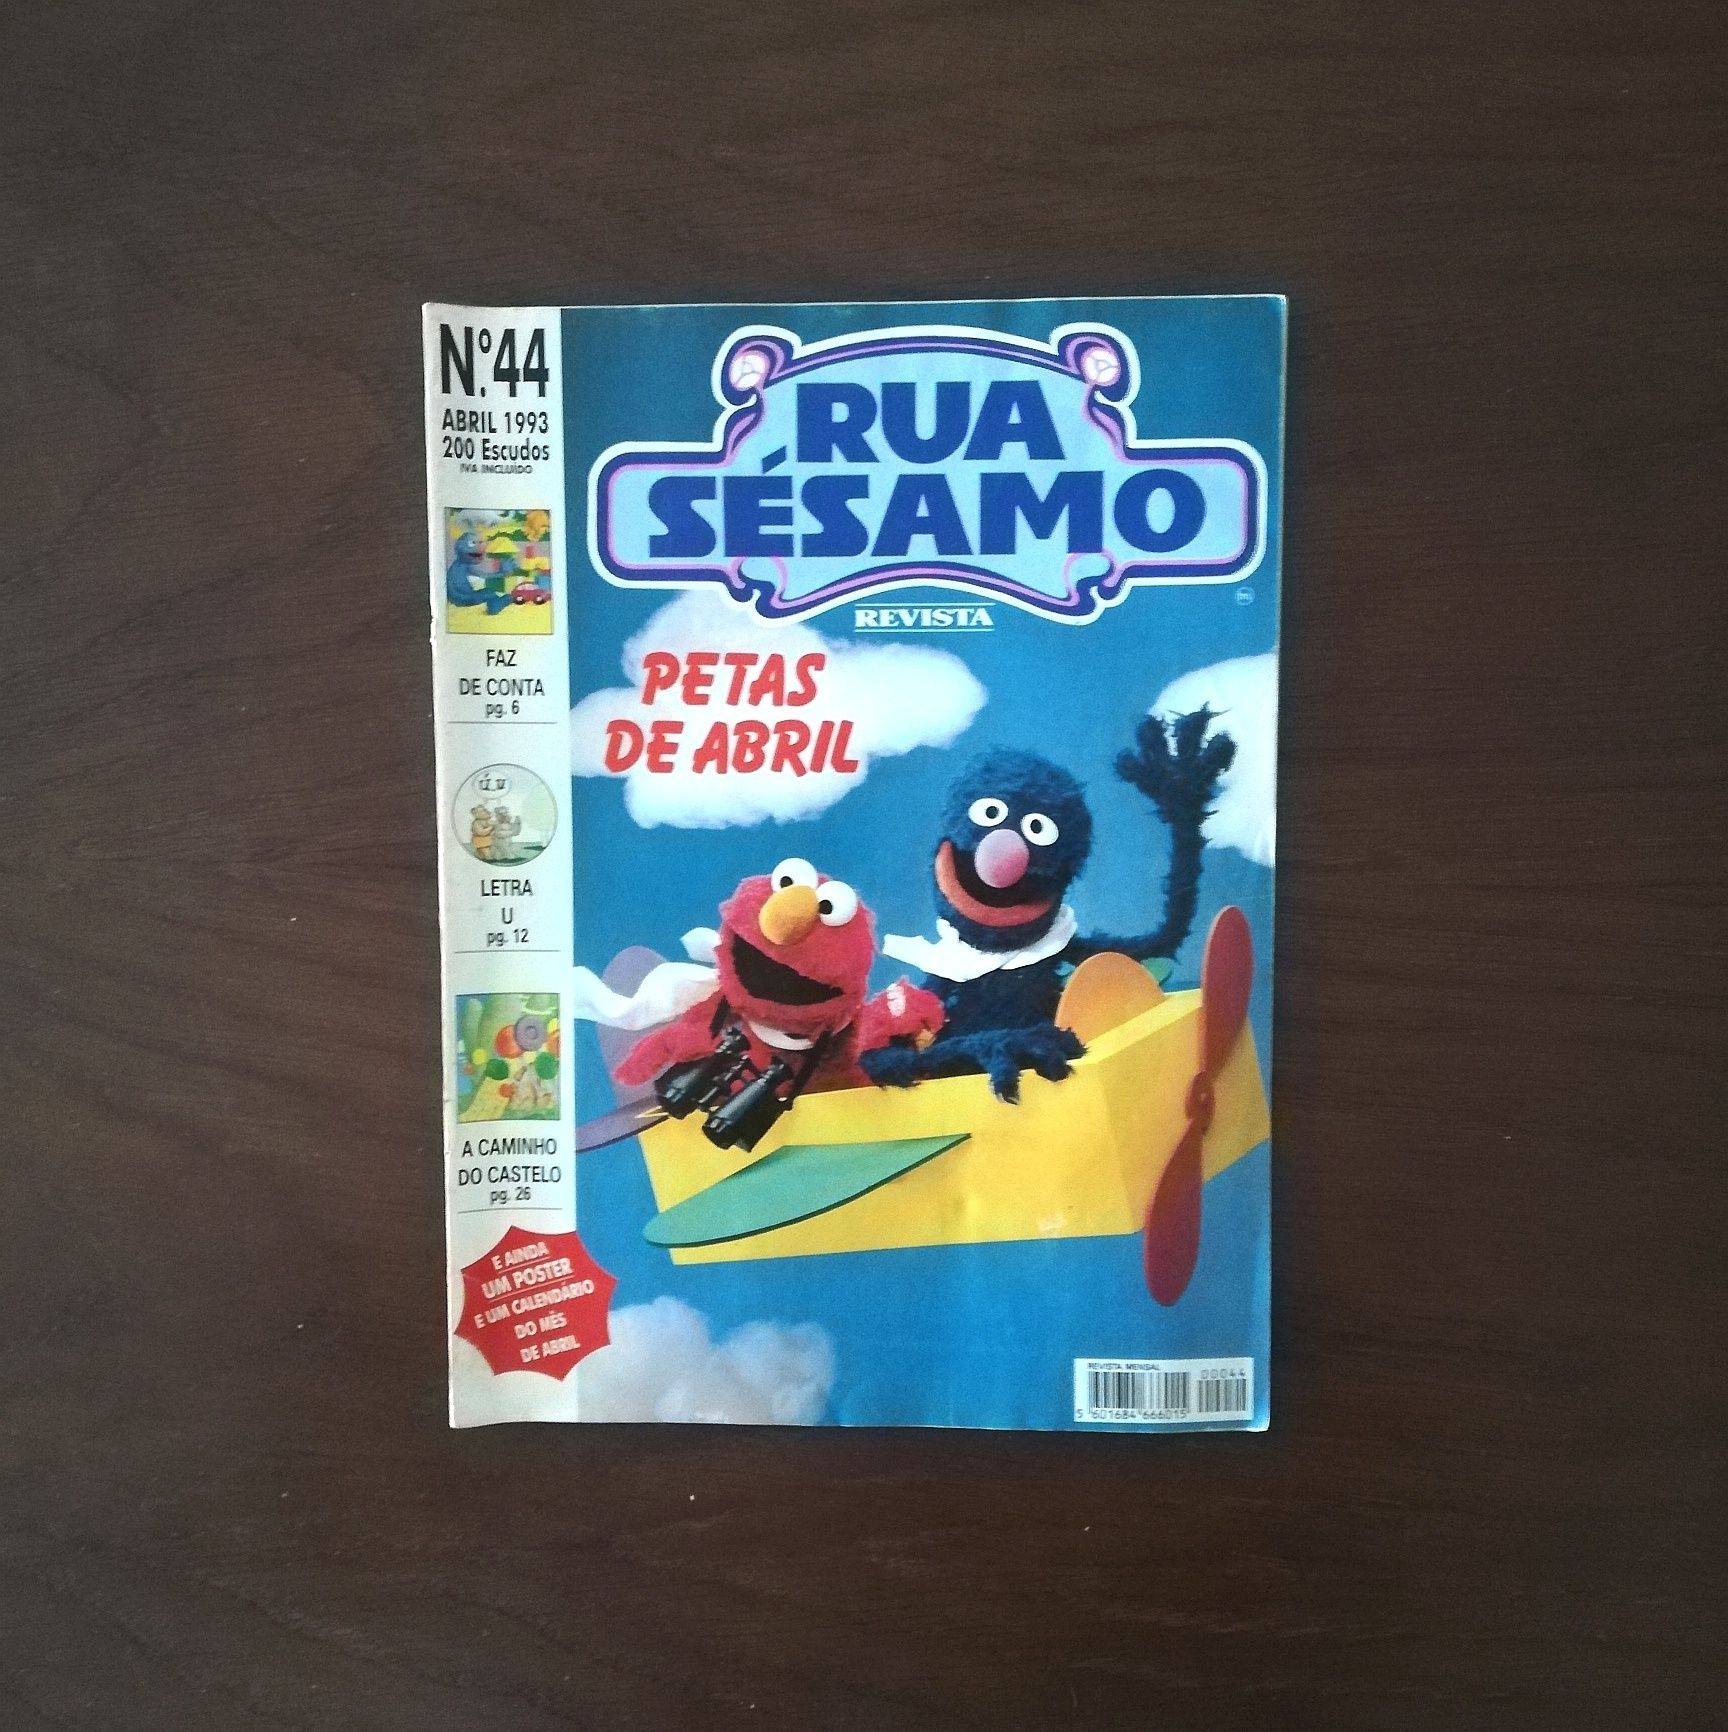 N.º 44
ABRIL 1993
200 Escudos
IVA INCLUÍDO
FAZ
DE CONTA
pg. 6
LETRA
U
pg. 12
A CAMINHO
DO CASTELO
pg. 26
E AINDA
UM POSTER
E UM CALENDÁRIO
DO MÊS
DE ABRIL
RUA
SÉSAMO
REVISTA
PETAS
DE ABRIL
REVISTA MENSAL
00044
5 601684 666015